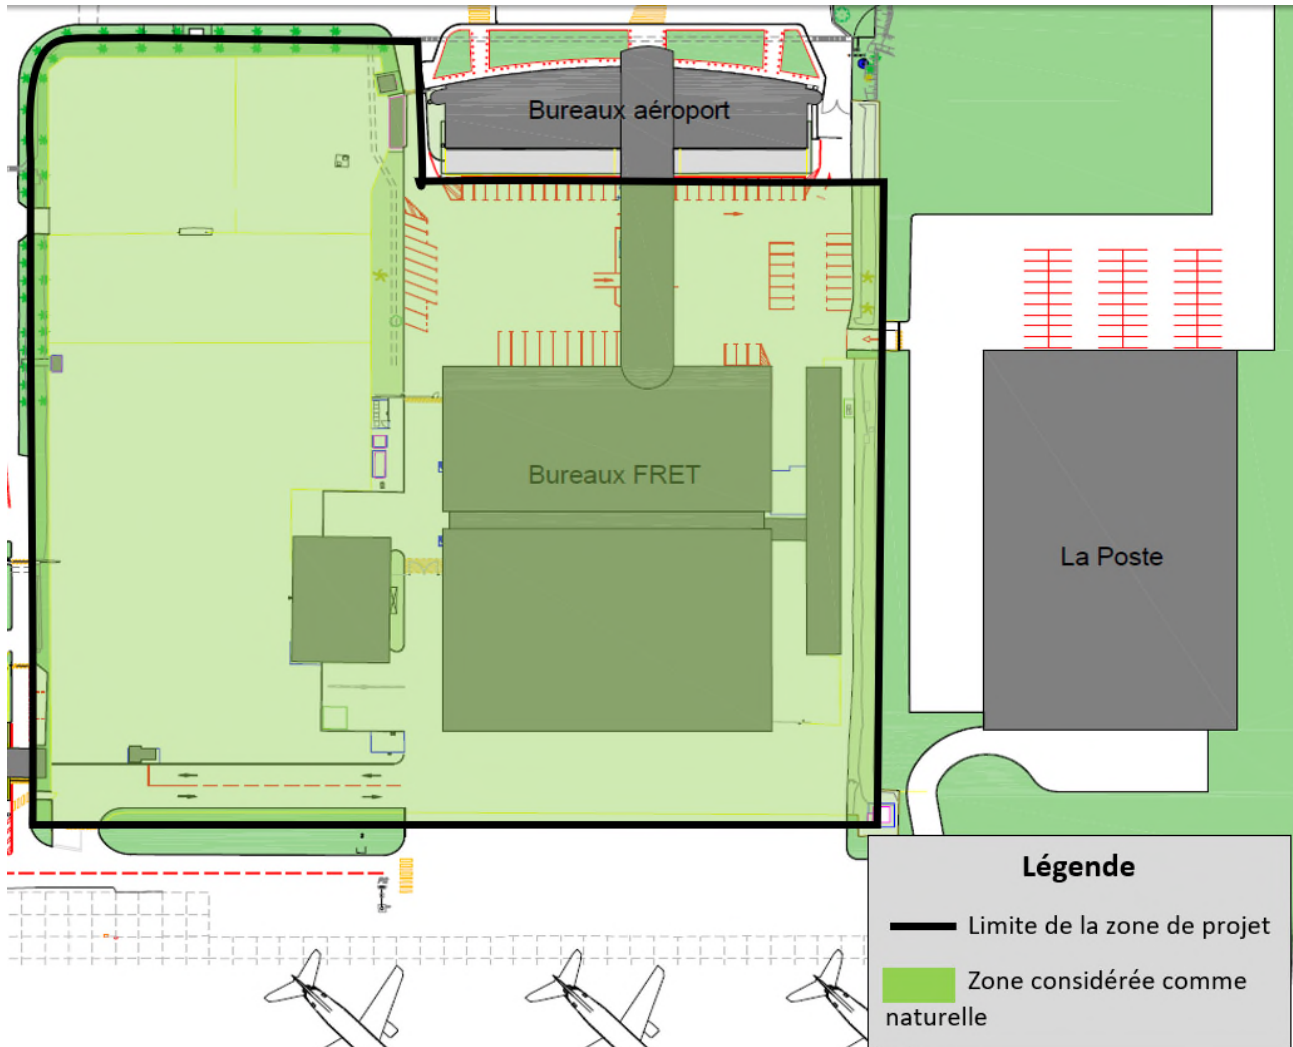 Bureaux aéroport
Bureaux FRET
La Poste
Légende
Limite de la zone de projet
Zone considérée comme
naturelle